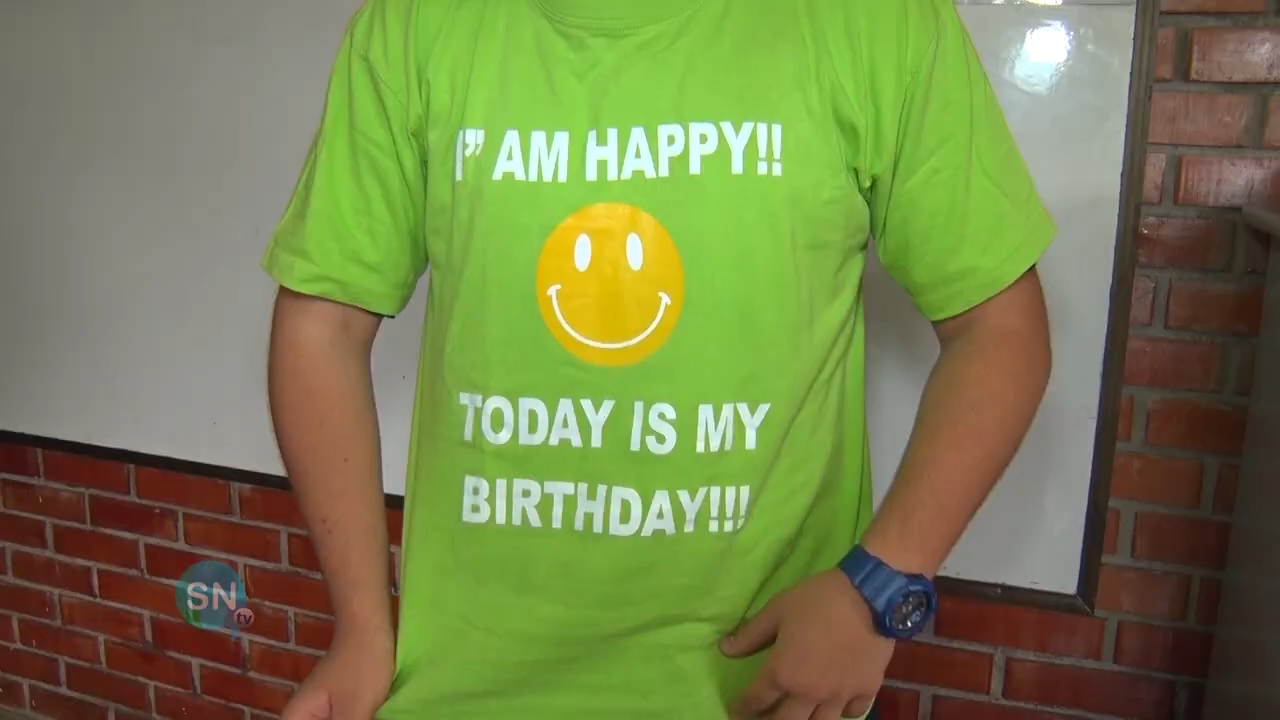 I” AM HAPPY!!
TODAY IS MY
BIRTHDAY!!!
SN
tv